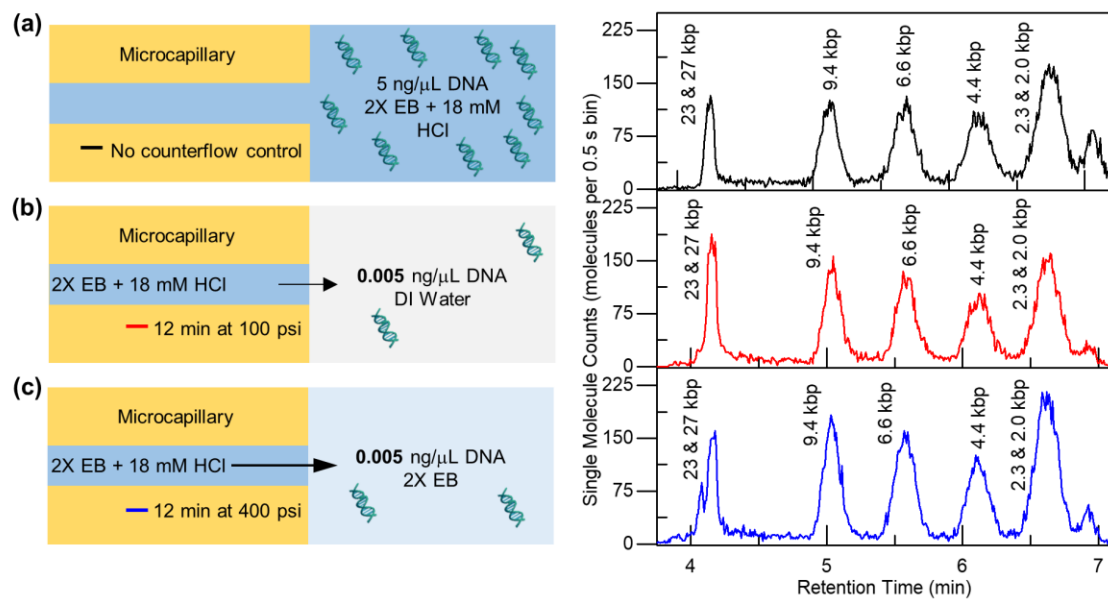 (a)
Microcapillary
No counterflow control
5 ng/μL DNA
2X EB + 18 mM
HCl
(b)
Microcapillary
2X EB + 18 mM HCl
12 min at 100 psi
0.005 ng/μL DNA
DI Water
(c)
Microcapillary
2X EB + 18 mM HCl
12 min at 400 psi
0.005 ng/μL DNA
2X EB
Single Molecule Counts (molecules per 0.5 s bin)
225
150
75
0
23 & 27 kbp
9.4 kbp
6.6 kbp
4.4 kbp
2.3 & 2.0 kbp
225
150
75
0
23 & 27 kbp
9.4 kbp
6.6 kbp
4.4 kbp
2.3 & 2.0 kbp
225
150
75
0
23 & 27 kbp
9.4 kbp
6.6 kbp
4.4 kbp
2.3 & 2.0 kbp
4 5 6 7
Retention Time (min)